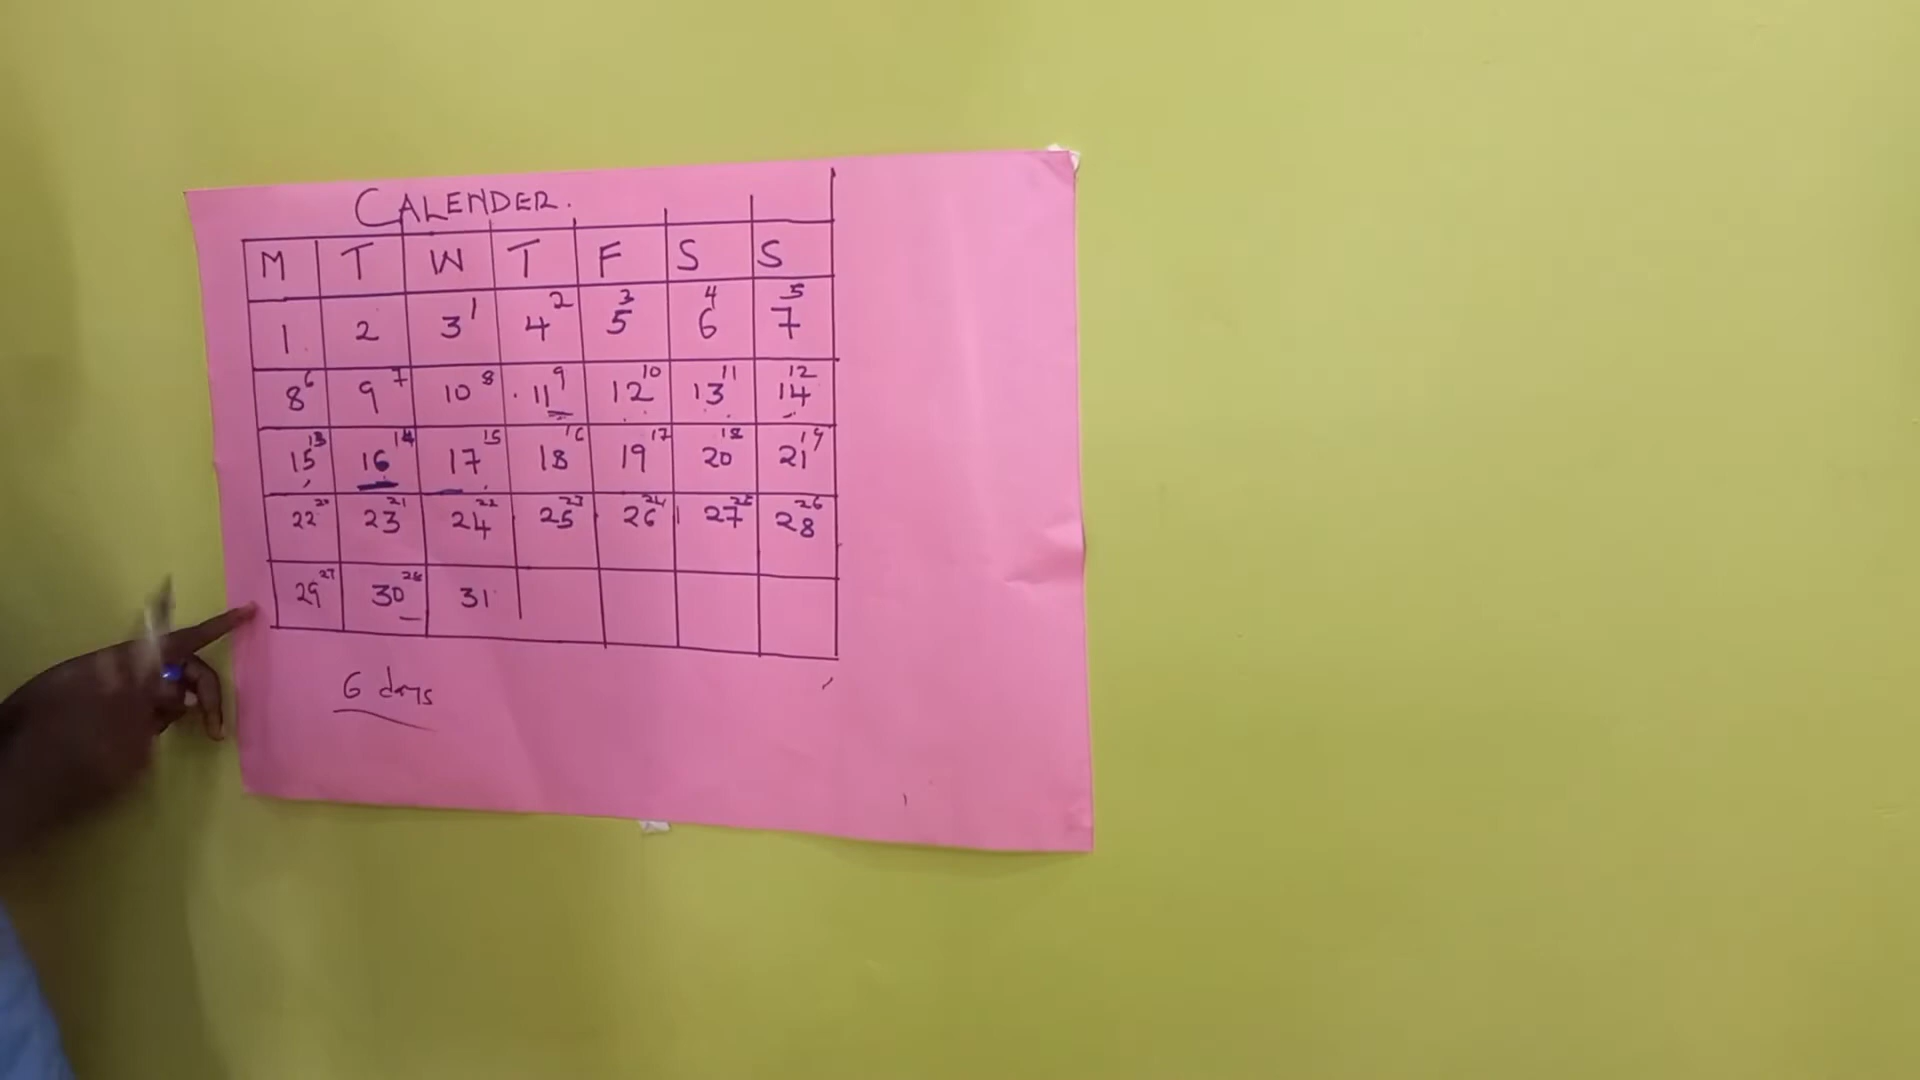 CALENDER.
M T W T F S S
1 2 3 1 4 2 5 3 6 4 7 5
8 6 9 7 10 8 11 9 12 10 13 11 14 12
15 13 16 14 17 15 18 16 19 17 20 18 21 19
22 20 23 21 24 22 25 23 26 24 27 25 28 26
29 27 30 28 31
6 days